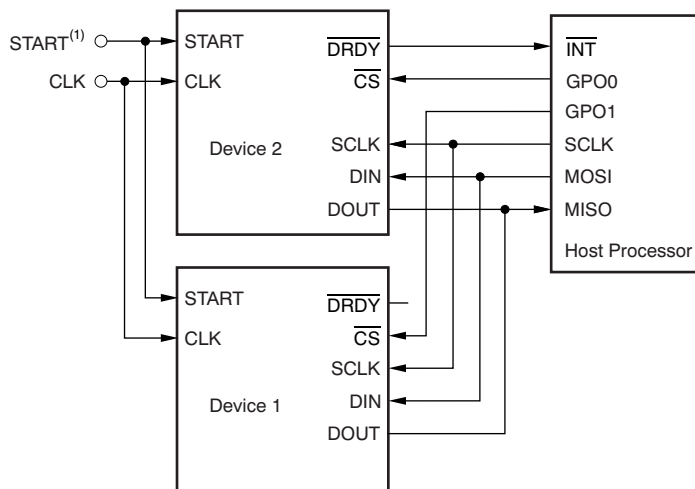 START(1)
CLK
START
CLK
Device 2
DRDY
CS
SCLK
DIN
DOUT
INT
GPO0
GPO1
SCLK
MOSI
MISO
Host Processor
START
CLK
Device 1
DRDY
CS
SCLK
DIN
DOUT